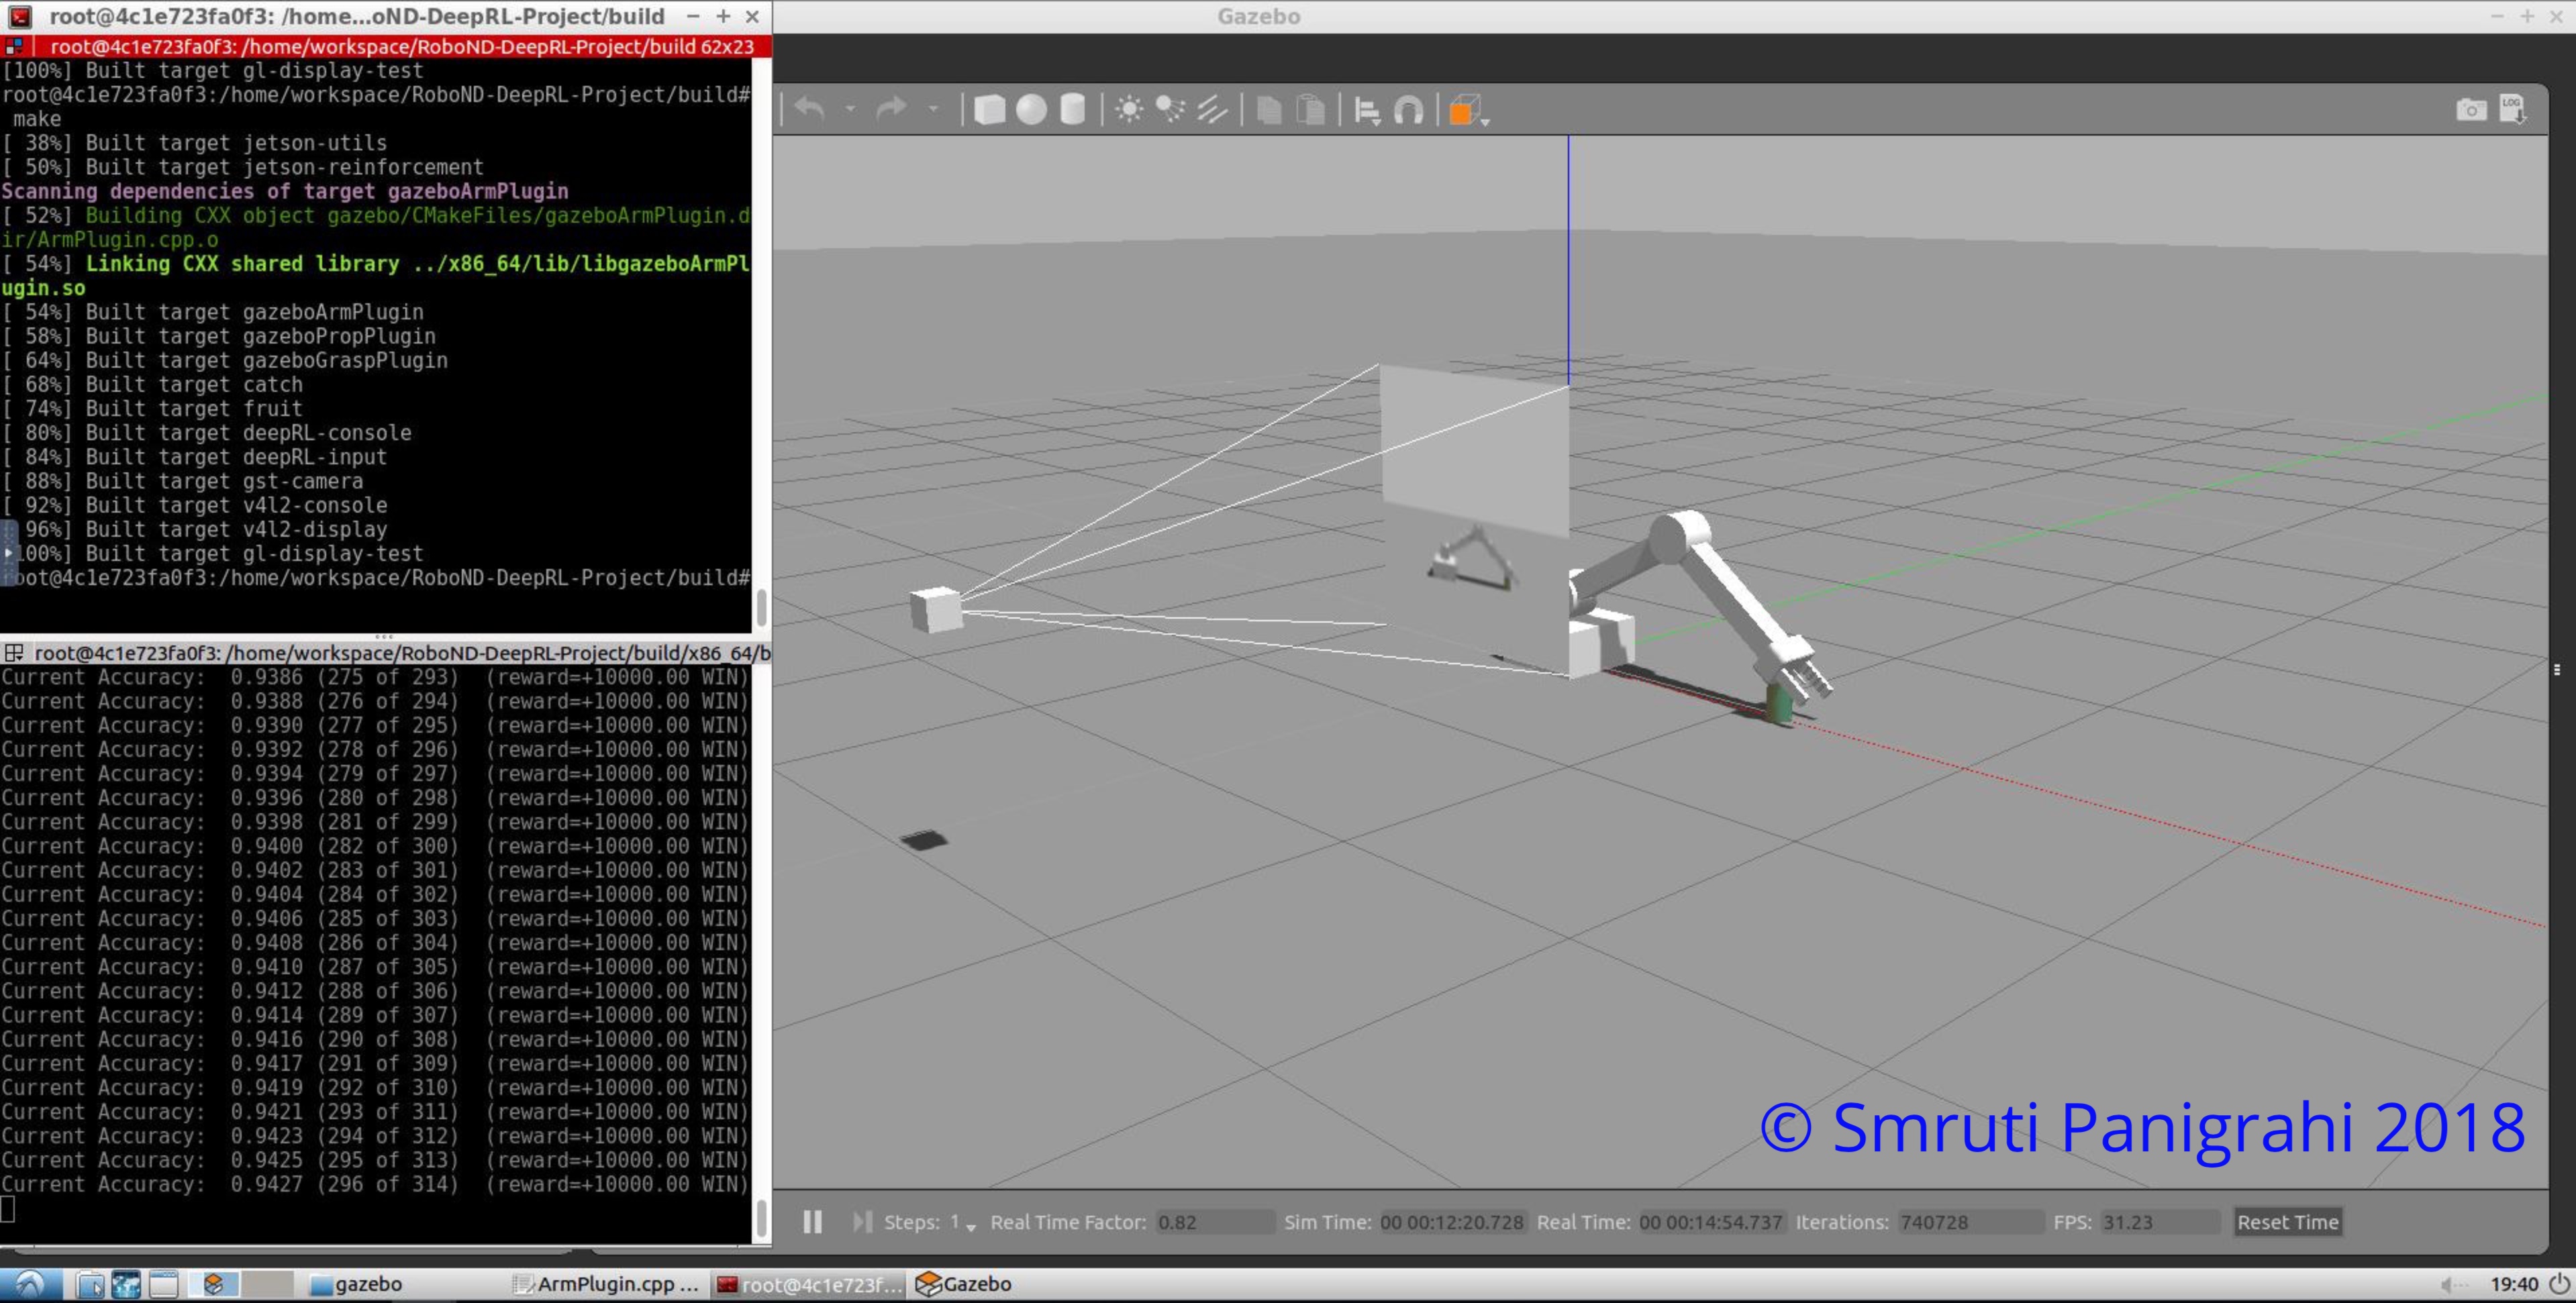 root@4c1e723fa0f3: /home...oND-DeepRL-Project/build
root@4c1e723fa0f3: /home/workspace/RoboND-DeepRL-Project/build 62x23
[100%] Built target gl-display-test
root@4c1e723fa0f3:/home/workspace/RoboND-DeepRL-Project/build#
make
[ 38%] Built target jetson-utils
[ 50%] Built target jetson-reinforcement
Scanning dependencies of target gazeboArmPlugin
[ 52%] Building CXX object gazebo/CMakeFiles/gazeboArmPlugin.d
ir/ArmPlugin.cpp.o
[ 54%] Linking CXX shared library ../x86_64/lib/libgazeboArmPl
ugin.so
[ 54%] Built target gazeboArmPlugin
[ 58%] Built target gazeboPropPlugin
[ 64%] Built target gazeboGraspPlugin
[ 68%] Built target catch
[ 74%] Built target fruit
[ 80%] Built target deepRL-console
[ 84%] Built target deepRL-input
[ 88%] Built target gst-camera
[ 92%] Built target v4l2-console
96%] Built target v4l2-display
100%] Built target gl-display-test
oot@4c1e723fa0f3:/home/workspace/RoboND-DeepRL-Project/build#
root@4c1e723fa0f3: /home/workspace/RoboND-DeepRL-Project/build/x86_64/b
Current Accuracy:  0.9386 (275 of 293)  (reward=+10000.00 WIN)
Current Accuracy:  0.9388 (276 of 294)  (reward=+10000.00 WIN)
Current Accuracy:  0.9390 (277 of 295)  (reward=+10000.00 WIN)
Current Accuracy:  0.9392 (278 of 296)  (reward=+10000.00 WIN)
Current Accuracy:  0.9394 (279 of 297)  (reward=+10000.00 WIN)
Current Accuracy:  0.9396 (280 of 298)  (reward=+10000.00 WIN)
Current Accuracy:  0.9398 (281 of 299)  (reward=+10000.00 WIN)
Current Accuracy:  0.9400 (282 of 300)  (reward=+10000.00 WIN)
Current Accuracy:  0.9402 (283 of 301)  (reward=+10000.00 WIN)
Current Accuracy:  0.9404 (284 of 302)  (reward=+10000.00 WIN)
Current Accuracy:  0.9406 (285 of 303)  (reward=+10000.00 WIN)
Current Accuracy:  0.9408 (286 of 304)  (reward=+10000.00 WIN)
Current Accuracy:  0.9410 (287 of 305)  (reward=+10000.00 WIN)
Current Accuracy:  0.9412 (288 of 306)  (reward=+10000.00 WIN)
Current Accuracy:  0.9414 (289 of 307)  (reward=+10000.00 WIN)
Current Accuracy:  0.9416 (290 of 308)  (reward=+10000.00 WIN)
Current Accuracy:  0.9417 (291 of 309)  (reward=+10000.00 WIN)
Current Accuracy:  0.9419 (292 of 310)  (reward=+10000.00 WIN)
Current Accuracy:  0.9421 (293 of 311)  (reward=+10000.00 WIN)
Current Accuracy:  0.9423 (294 of 312)  (reward=+10000.00 WIN)
Current Accuracy:  0.9425 (295 of 313)  (reward=+10000.00 WIN)
Current Accuracy:  0.9427 (296 of 314)  (reward=+10000.00 WIN)
Gazebo
LOG
© Smruti Panigrahi 2018
Steps: 1 Real Time Factor: 0.82 Sim Time: 00 00:12:20.728 Real Time: 00 00:14:54.737 Iterations: 740728 FPS: 31.23 Reset Time
gazebo ArmPlugin.cpp ... root@4c1e723f... Gazebo 19:40